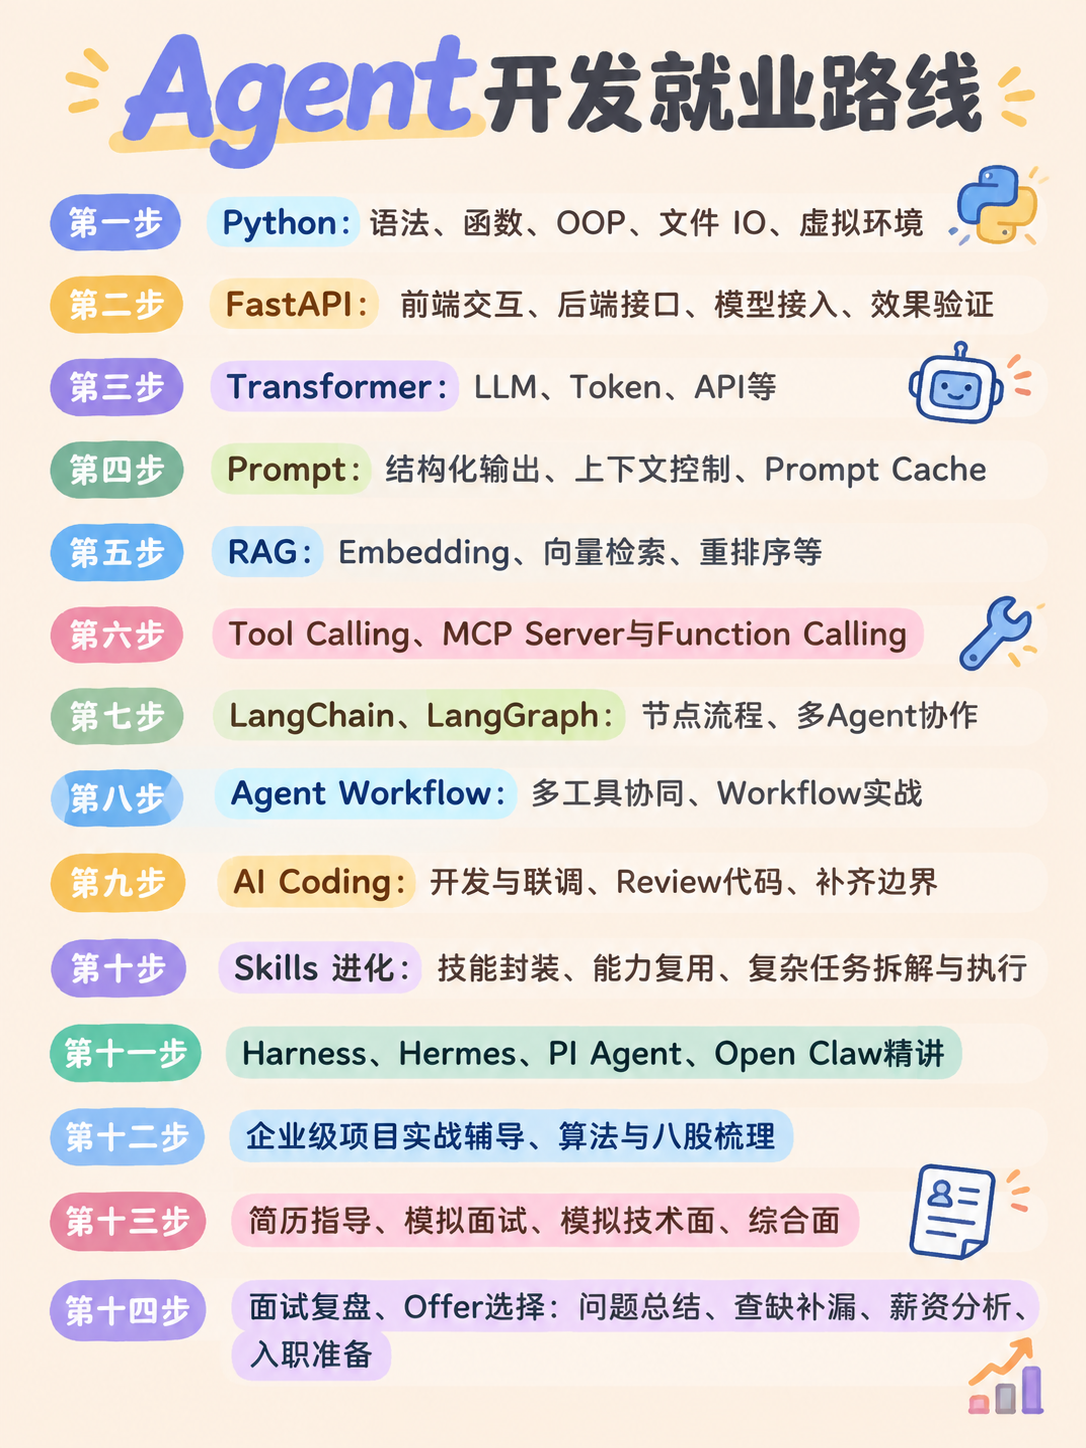 Agent开发就业路线
第一步 Python：语法、函数、OOP、文件 IO、虚拟环境
第二步 FastAPI： 前端交互、后端接口、模型接入、效果验证
第三步 Transformer：LLM、Token、API等
第四步 Prompt：结构化输出、上下文控制、Prompt Cache
第五步 RAG：Embedding、向量检索、重排序等
第六步 Tool Calling、MCP Server与Function Calling
第七步 LangChain、LangGraph：节点流程、多Agent协作
第八步 Agent Workflow：多工具协同、Workflow实战
第九步 AI Coding：开发与联调、Review代码、补齐边界
第十步 Skills 进化：技能封装、能力复用、复杂任务拆解与执行
第十一步 Harness、Hermes、PI Agent、Open Claw精讲
第十二步 企业级项目实战辅导、算法与八股梳理
第十三步 简历指导、模拟面试、模拟技术面、综合面
第十四步 面试复盘、Offer选择：问题总结、查缺补漏、薪资分析、
入职准备